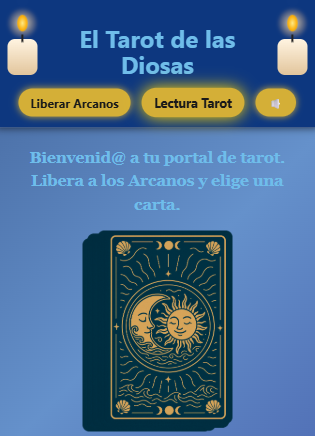 El Tarot de las
Diosas
Liberar Arcanos
Lectura Tarot
Bienvenid@ a tu portal de tarot.
Libera a los Arcanos y elige una
carta.